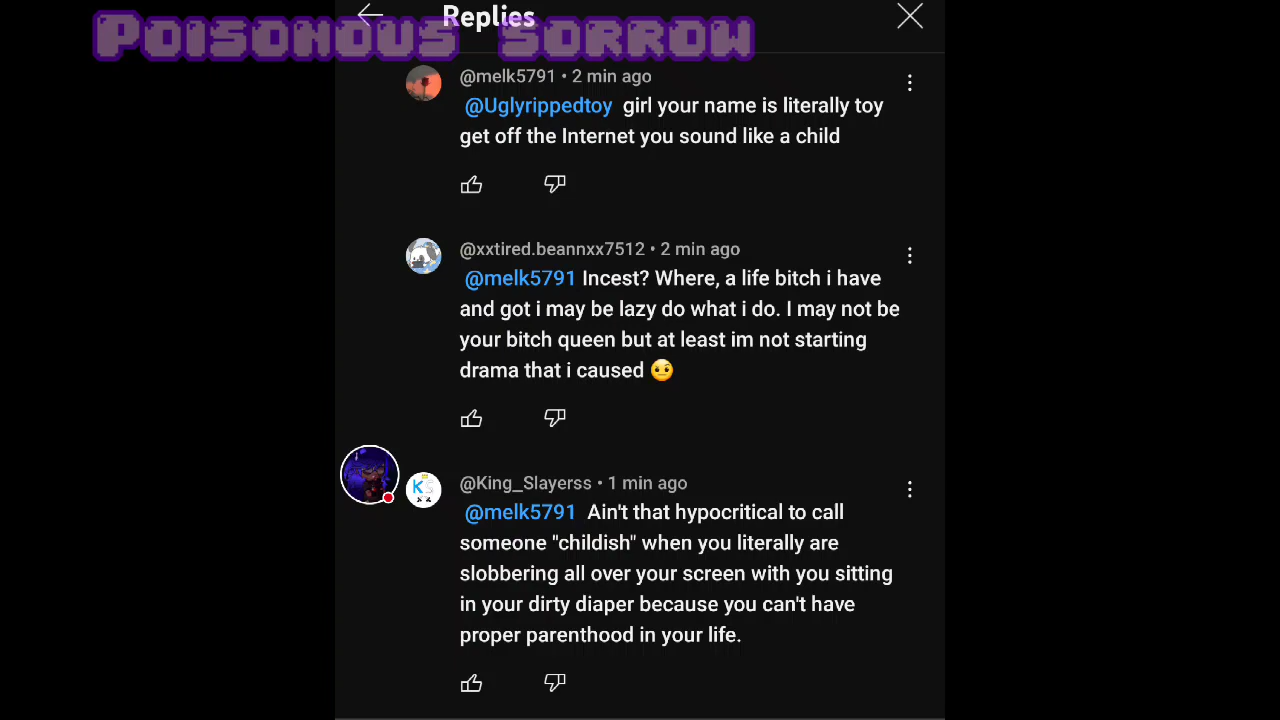 Replies
Poisonous sorrow
@melk5791 • 2 min ago
@Uglyrippedtoy girl your name is literally toy
get off the Internet you sound like a child
@xxtired.beannxx7512 • 2 min ago
@melk5791 Incest? Where, a life bitch i have
and got i may be lazy do what i do. I may not be
your bitch queen but at least im not starting
drama that i caused 🤨
@King_Slayerss • 1 min ago
KS
@melk5791 Ain't that hypocritical to call
someone "childish" when you literally are
slobbering all over your screen with you sitting
in your dirty diaper because you can't have
proper parenthood in your life.